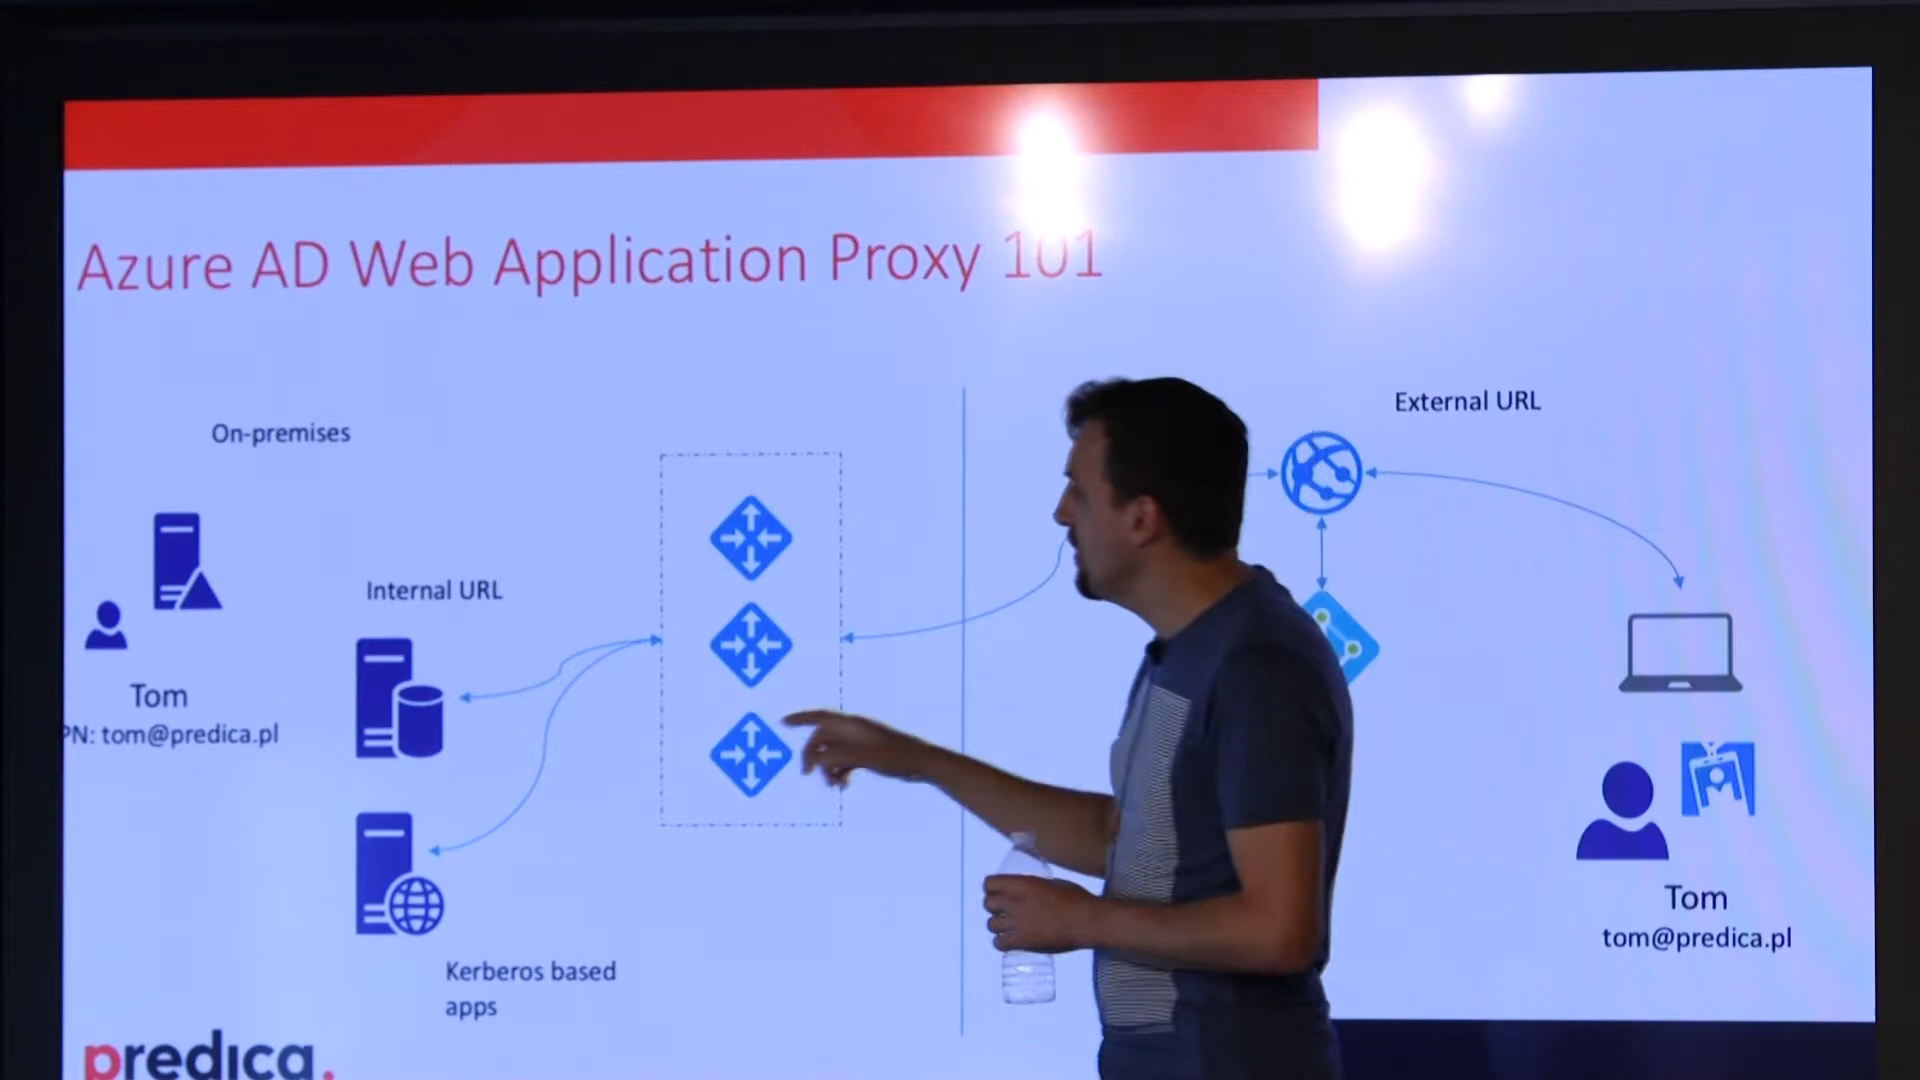 Azure AD Web Application Proxy 101
On-premises
External URL
Internal URL
Tom
PN: tom@predica.pl
Kerberos based
apps
Tom
tom@predica.pl
predica.